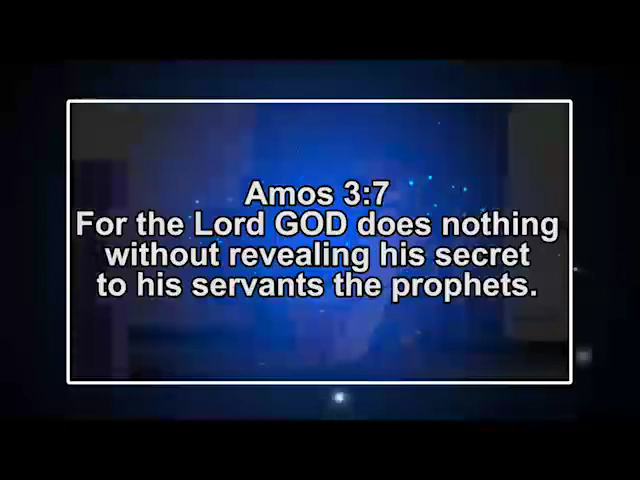 Amos 3:7
For the Lord GOD does nothing
without revealing his secret
to his servants the prophets.